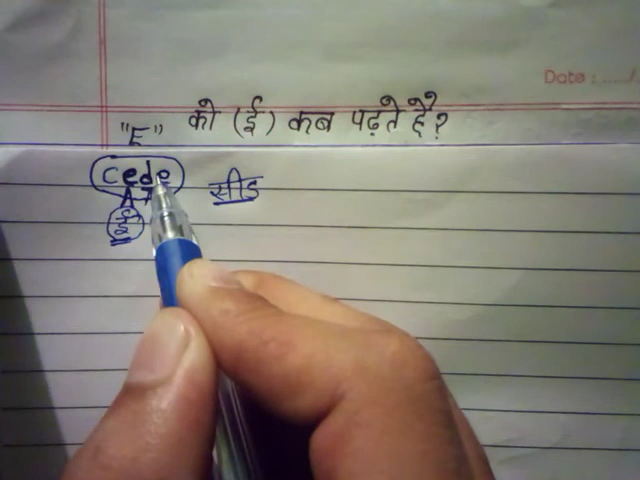 Date : ...../
"E" को (ई) कब पढ़ते हैं?
Cede सीड
ई